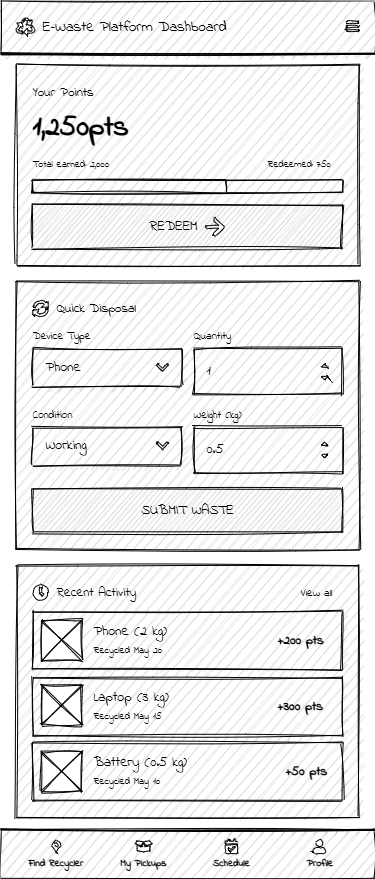 E-Waste Platform Dashboard
Your Points
1,250pts
Total earned: 2,000
Redeemed: 750
REDEEM
Quick Disposal
Device Type
Quantity
Phone
1
Condition
Weight (kg)
Working
0.5
SUBMIT WASTE
Recent Activity
View all
Phone (2 kg)
Recycled May 20
+200 pts
Laptop (3 kg)
Recycled May 15
+300 pts
Battery (0.5 kg)
Recycled May 10
+50 pts
Find Recycler
My Pickups
Schedule
Profile